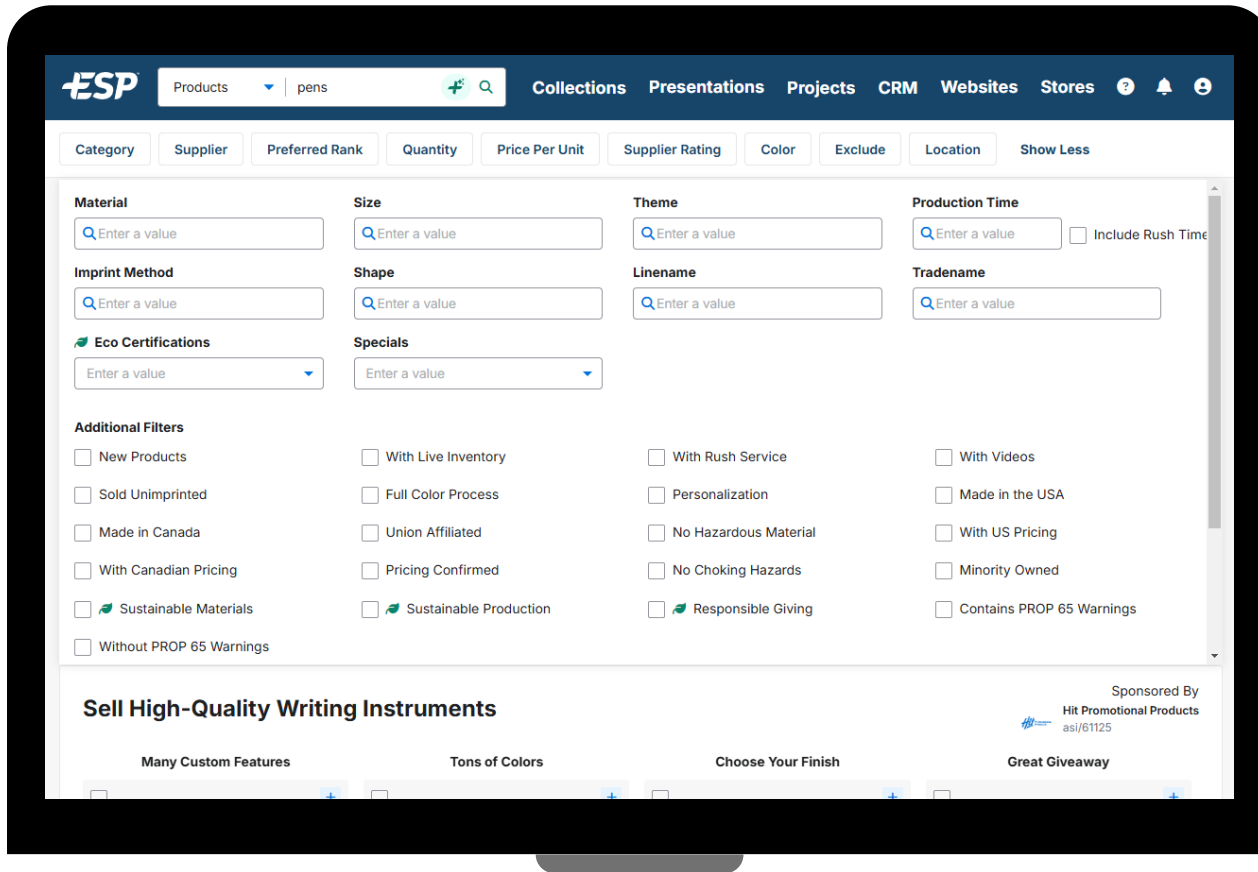 ESP Products pens Collections Presentations Projects CRM Websites Stores ?
Category Supplier Preferred Rank Quantity Price Per Unit Supplier Rating Color Exclude Location Show Less
Material Size Theme Production Time
Enter a value Enter a value Enter a value Enter a value Include Rush Time
Imprint Method Shape Linename Tradename
Enter a value Enter a value Enter a value Enter a value
Eco Certifications Specials
Enter a value Enter a value
Additional Filters
New Products With Live Inventory With Rush Service With Videos
Sold Unimprinted Full Color Process Personalization Made in the USA
Made in Canada Union Affiliated No Hazardous Material With US Pricing
With Canadian Pricing Pricing Confirmed No Choking Hazards Minority Owned
Sustainable Materials Sustainable Production Responsible Giving Contains PROP 65 Warnings
Without PROP 65 Warnings
Sponsored By
Sell High-Quality Writing Instruments
Hit Promotional Products
asi/61125
Many Custom Features Tons of Colors Choose Your Finish Great Giveaway